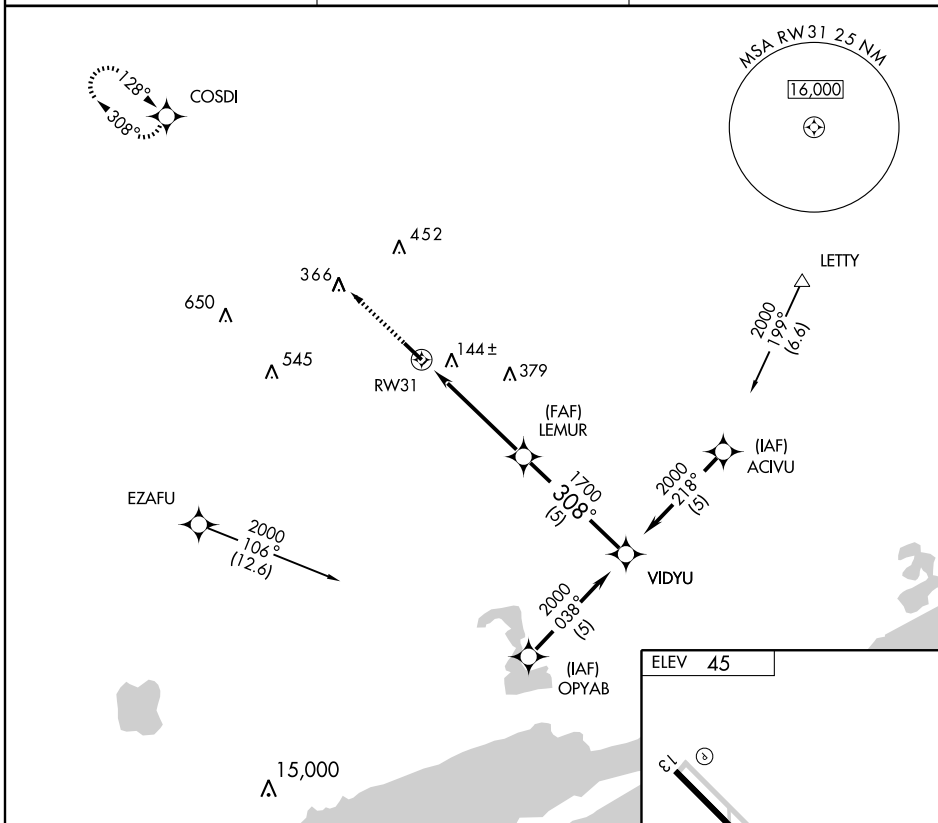 MSA RW31 25 NM
16,000
128°
308°
COSDI
452
366
650
545
144±
379
RW31
LETTY
2000
199°
(6.6)
(FAF)
LEMUR
(IAF)
ACIVU
2000
218°
(5)
1700
308°
(5)
EZAFU
2000
106°
(12.6)
VIDYU
2000
038°
(5)
(IAF)
OPYAB
ELEV 45
13
P
15,000